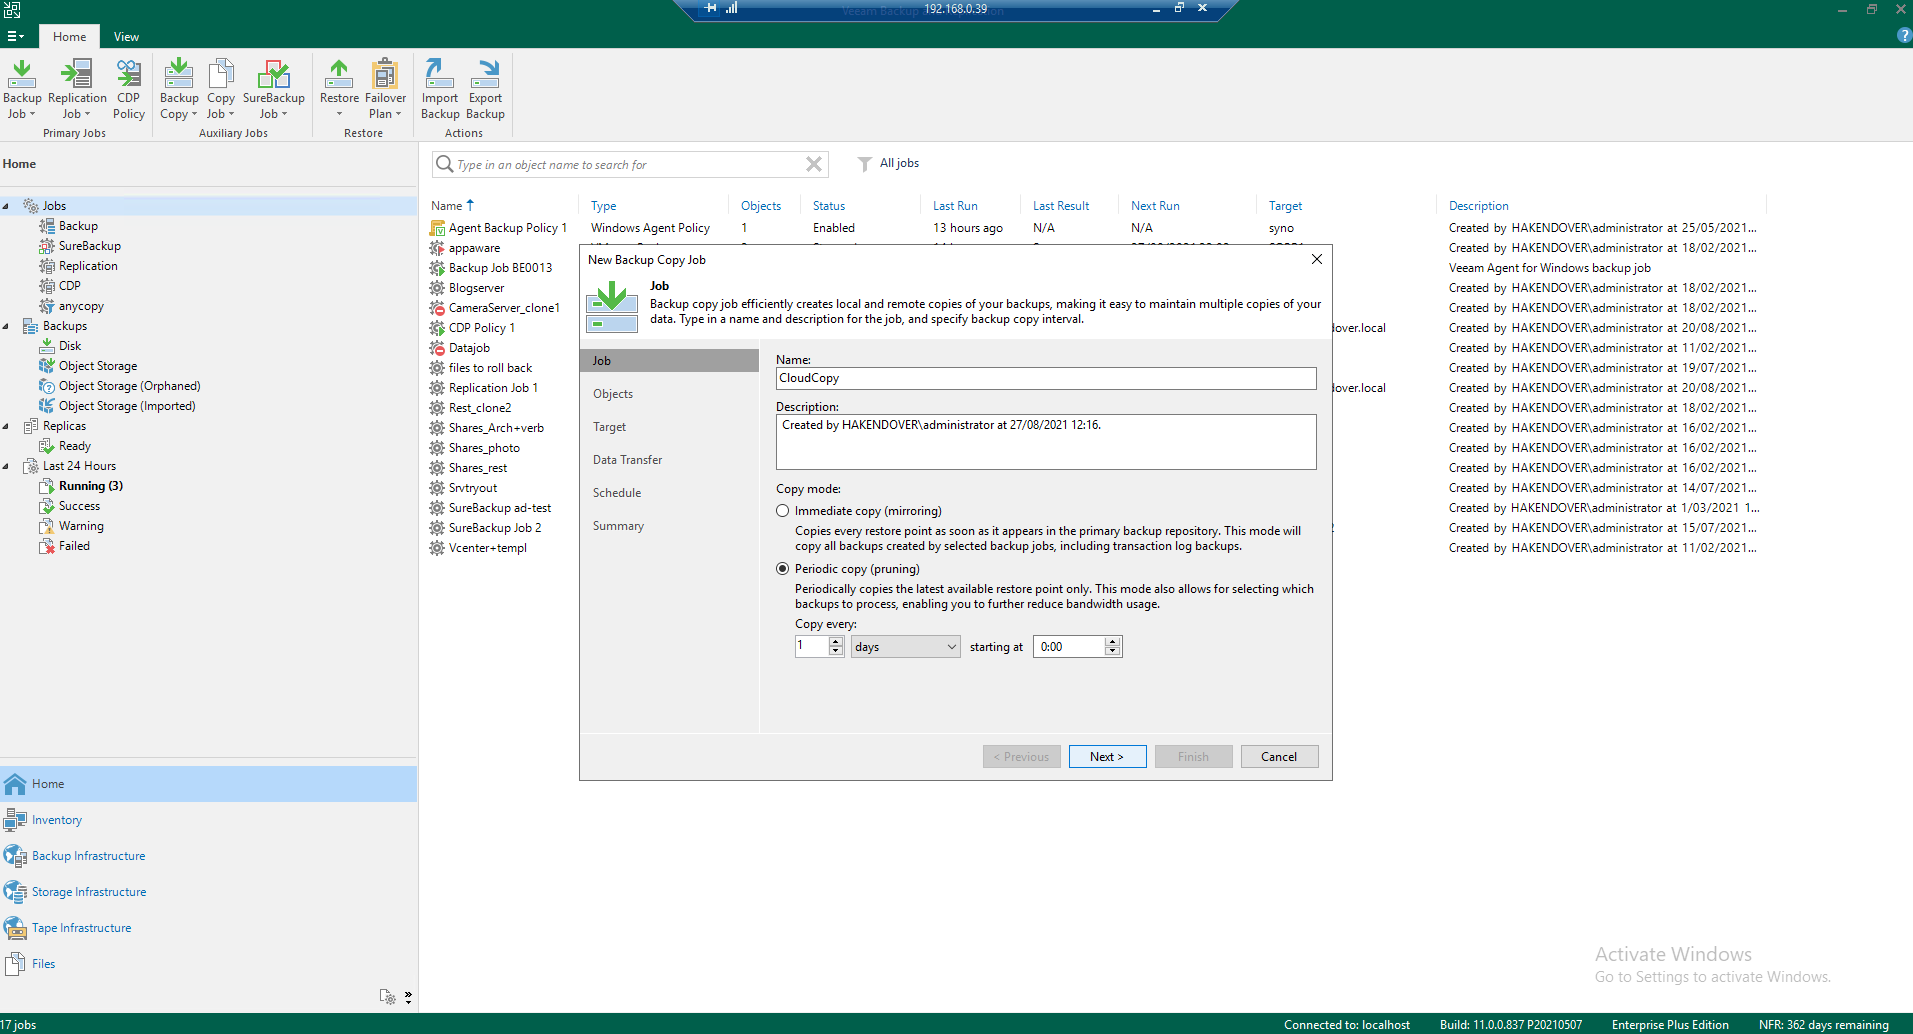 192.168.0.39
Home
View
Backup Job
Replication Job
CDP Policy
Backup Copy
Copy Job
SureBackup Job
Restore
Failover Plan
Import Backup
Export Backup
Primary Jobs
Auxiliary Jobs
Restore
Actions
Home
Type in an object name to search for
All jobs
Jobs
Backup
SureBackup
Replication
CDP
anycopy
Backups
Disk
Object Storage
Object Storage (Orphaned)
Object Storage (Imported)
Replicas
Ready
Last 24 Hours
Running (3)
Success
Warning
Failed
Name Type Objects Status Last Run Last Result Next Run Target Description
Agent Backup Policy 1 Windows Agent Policy 1 Enabled 13 hours ago N/A N/A syno Created by HAKENDOVER\administrator at 25/05/2021...
appaware Created by HAKENDOVER\administrator at 18/02/2021...
Backup Job BE0013 Veeam Agent for Windows backup job
Blogserver Created by HAKENDOVER\administrator at 18/02/2021...
CameraServer_clone1 Created by HAKENDOVER\administrator at 18/02/2021...
CDP Policy 1 dover.local Created by HAKENDOVER\administrator at 20/08/2021...
Datajob Created by HAKENDOVER\administrator at 11/02/2021...
files to roll back Created by HAKENDOVER\administrator at 19/07/2021...
Replication Job 1 dover.local Created by HAKENDOVER\administrator at 20/08/2021...
Rest_clone2 Created by HAKENDOVER\administrator at 18/02/2021...
Shares_Arch+verb Created by HAKENDOVER\administrator at 16/02/2021...
Shares_photo Created by HAKENDOVER\administrator at 16/02/2021...
Shares_rest Created by HAKENDOVER\administrator at 16/02/2021...
Srvtryout Created by HAKENDOVER\administrator at 14/07/2021...
SureBackup ad-test Created by HAKENDOVER\administrator at 1/03/2021 1...
SureBackup Job 2 Created by HAKENDOVER\administrator at 15/07/2021...
Vcenter+templ Created by HAKENDOVER\administrator at 11/02/2021...
New Backup Copy Job
Job
Backup copy job efficiently creates local and remote copies of your backups, making it easy to maintain multiple copies of your
data. Type in a name and description for the job, and specify backup copy interval.
Job
Objects
Target
Data Transfer
Schedule
Summary
Name:
CloudCopy
Description:
Created by HAKENDOVER\administrator at 27/08/2021 12:16.
Copy mode:
Immediate copy (mirroring)
Copies every restore point as soon as it appears in the primary backup repository. This mode will
copy all backups created by selected backup jobs, including transaction log backups.
Periodic copy (pruning)
Periodically copies the latest available restore point only. This mode also allows for selecting which
backups to process, enabling you to further reduce bandwidth usage.
Copy every:
1 days starting at 0:00
< Previous Next > Finish Cancel
Home
Inventory
Backup Infrastructure
Storage Infrastructure
Tape Infrastructure
Files
Activate Windows
Go to Settings to activate Windows.
17 jobs
Connected to: localhost Build: 11.0.0.837 P20210507 Enterprise Plus Edition NFR: 362 days remaining